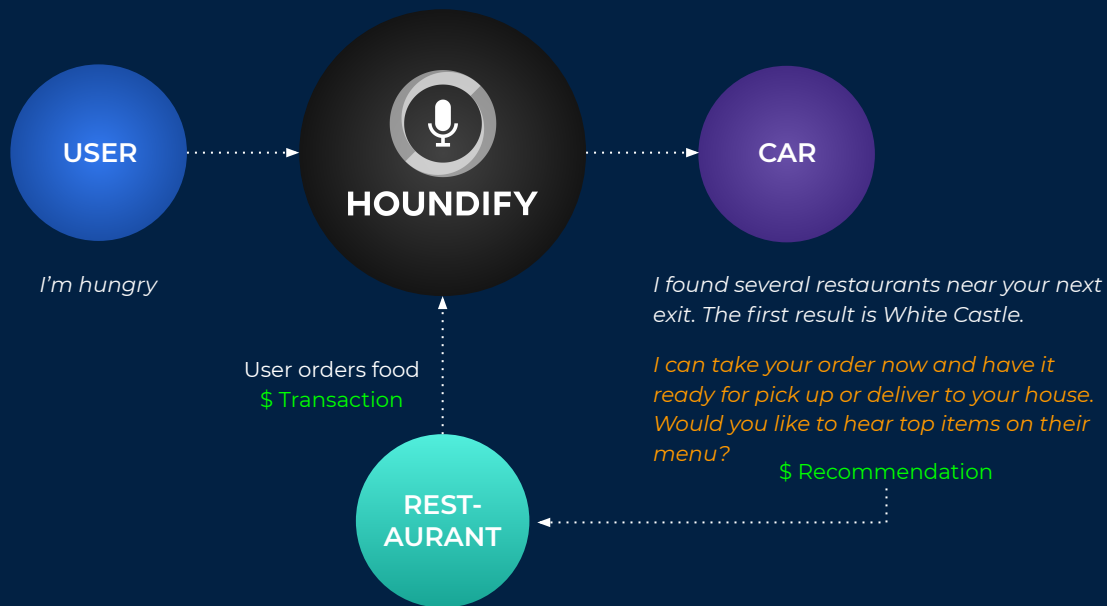 USER
HOUNDIFY
CAR
I’m hungry
I found several restaurants near your next
exit. The first result is White Castle.
I can take your order now and have it
ready for pick up or deliver to your house.
Would you like to hear top items on their
menu?
$ Recommendation
User orders food
$ Transaction
REST-
AURANT